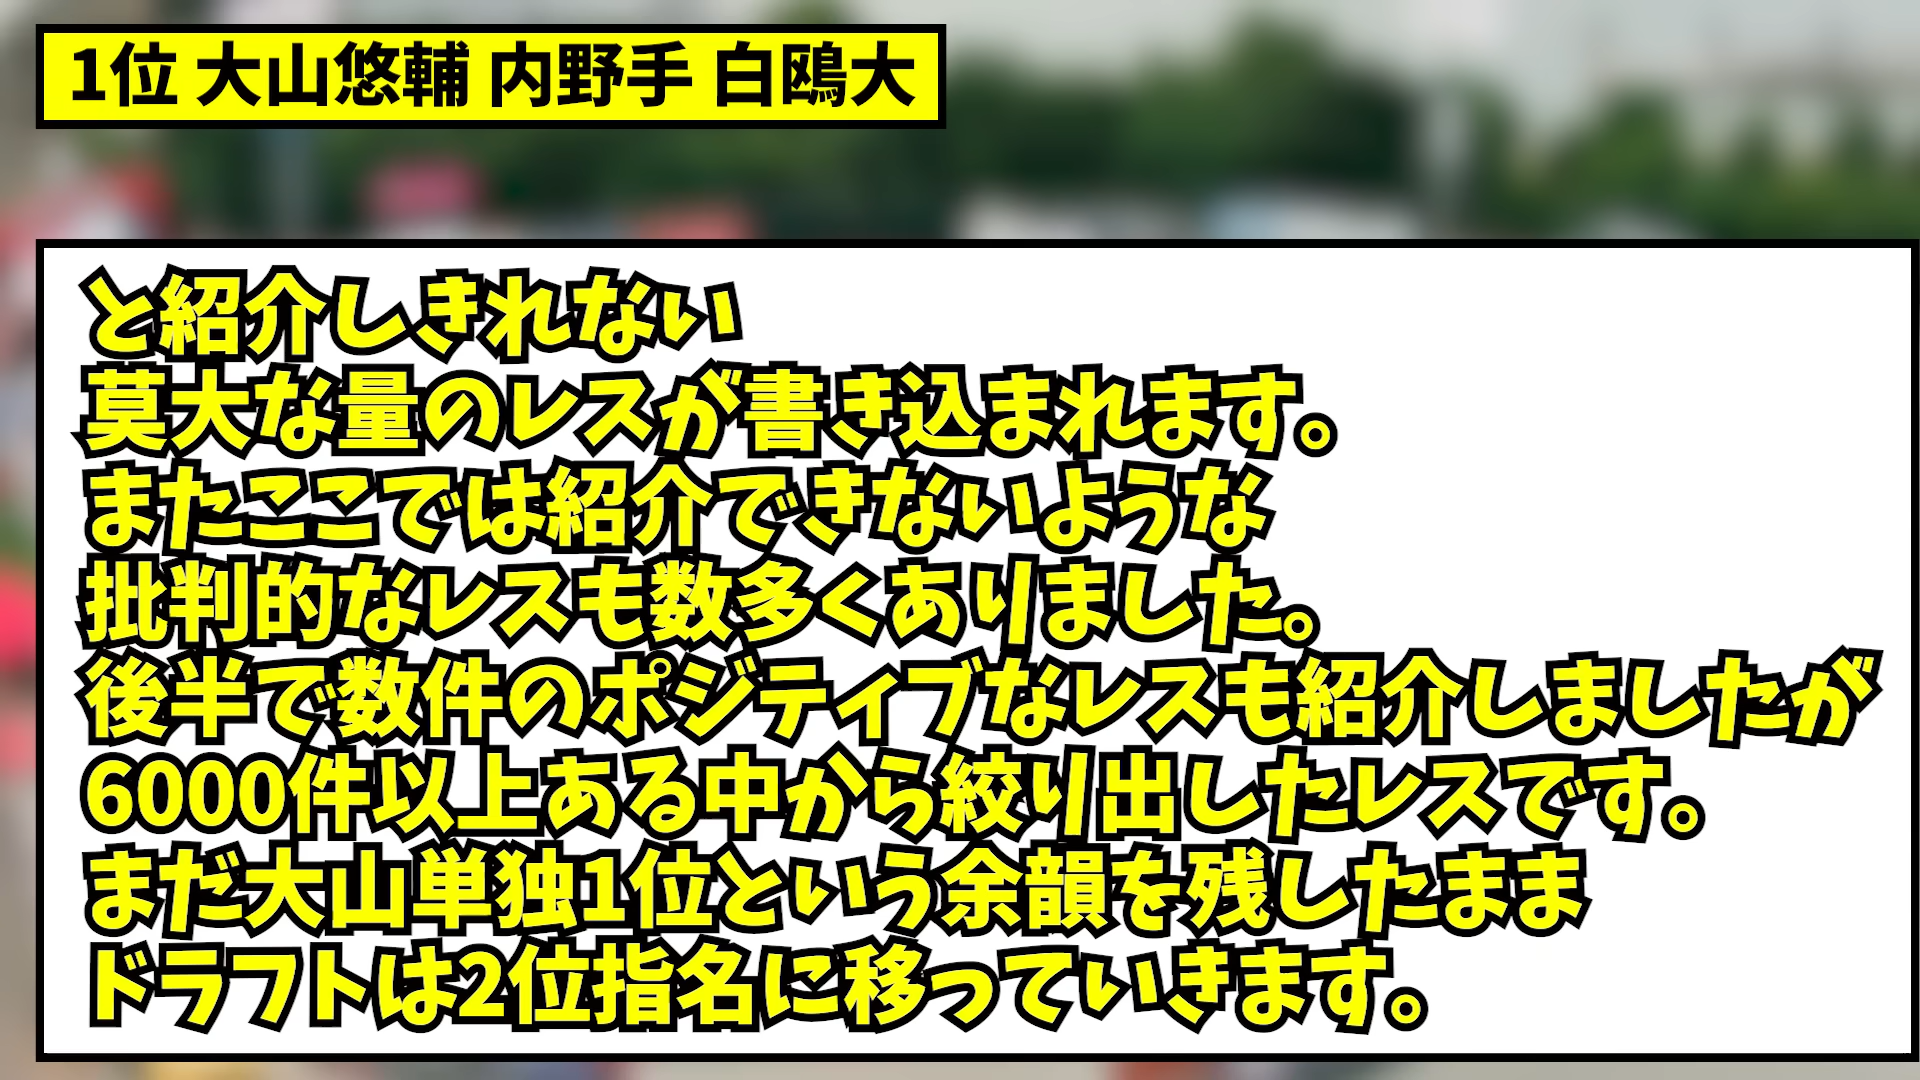 1位 大山悠輔 内野手 白鴎大
と紹介しきれない
莫大な量のレスが書き込まれます。
またここでは紹介できないような
批判的なレスも数多くありました。
後半で数件のポジティブなレスも紹介しましたが
6000件以上ある中から絞り出したレスです。
まだ大山単独1位という余韻を残したまま
ドラフトは2位指名に移っていきます。